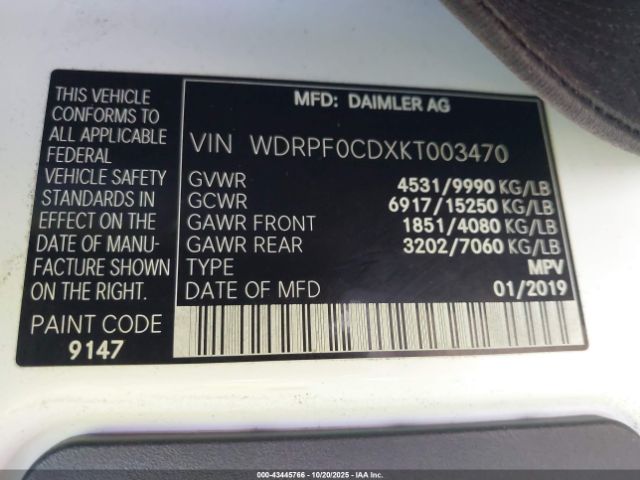 THIS VEHICLE
CONFORMS TO
ALL APPLICABLE
FEDERAL
VEHICLE SAFETY
STANDARDS IN
EFFECT ON THE
DATE OF MANU-
FACTURE SHOWN
ON THE RIGHT.
PAINT CODE
9147
MFD: DAIMLER AG
VIN WDRPF0CDXKT003470
GVWR 4531/9990 KG/LB
GCWR 6917/15250 KG/LB
GAWR FRONT 1851/4080 KG/LB
GAWR REAR 3202/7060 KG/LB
TYPE MPV
DATE OF MFD 01/2019
000-43445766 - 10/20/2025 - IAA Inc.